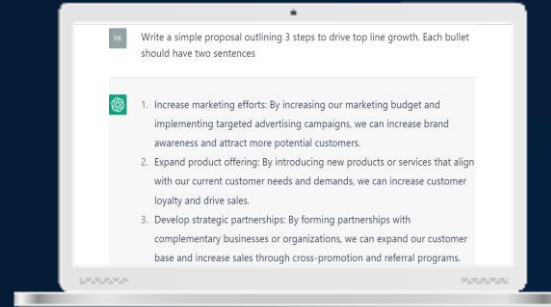 Write a simple proposal outlining 3 steps to drive top line growth. Each bullet
should have two sentences
1. Increase marketing efforts: By increasing our marketing budget and
implementing targeted advertising campaigns, we can increase brand
awareness and attract more potential customers.
2. Expand product offering: By introducing new products or services that align
with our current customer needs and demands, we can increase customer
loyalty and drive sales.
3. Develop strategic partnerships: By forming partnerships with
complementary businesses or organizations, we can expand our customer
base and increase sales through cross-promotion and referral programs.